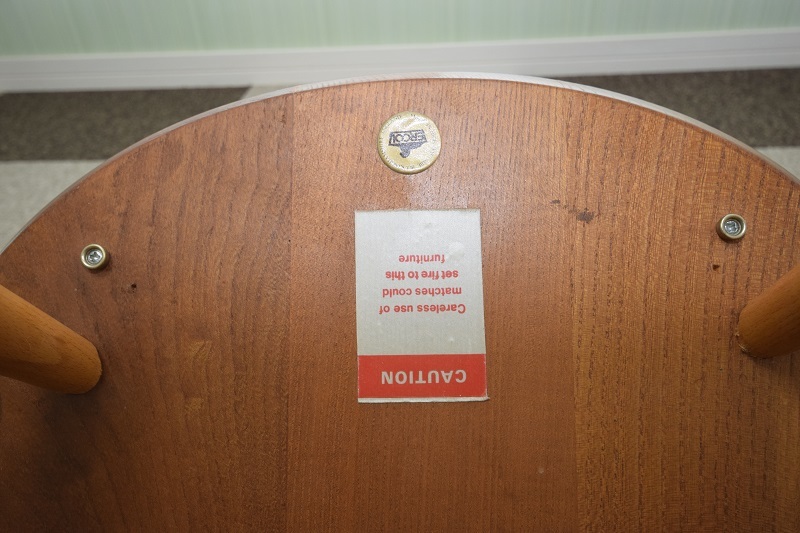 ERCOL
CAUTION
Careless use of
matches could
set fire to this
furniture